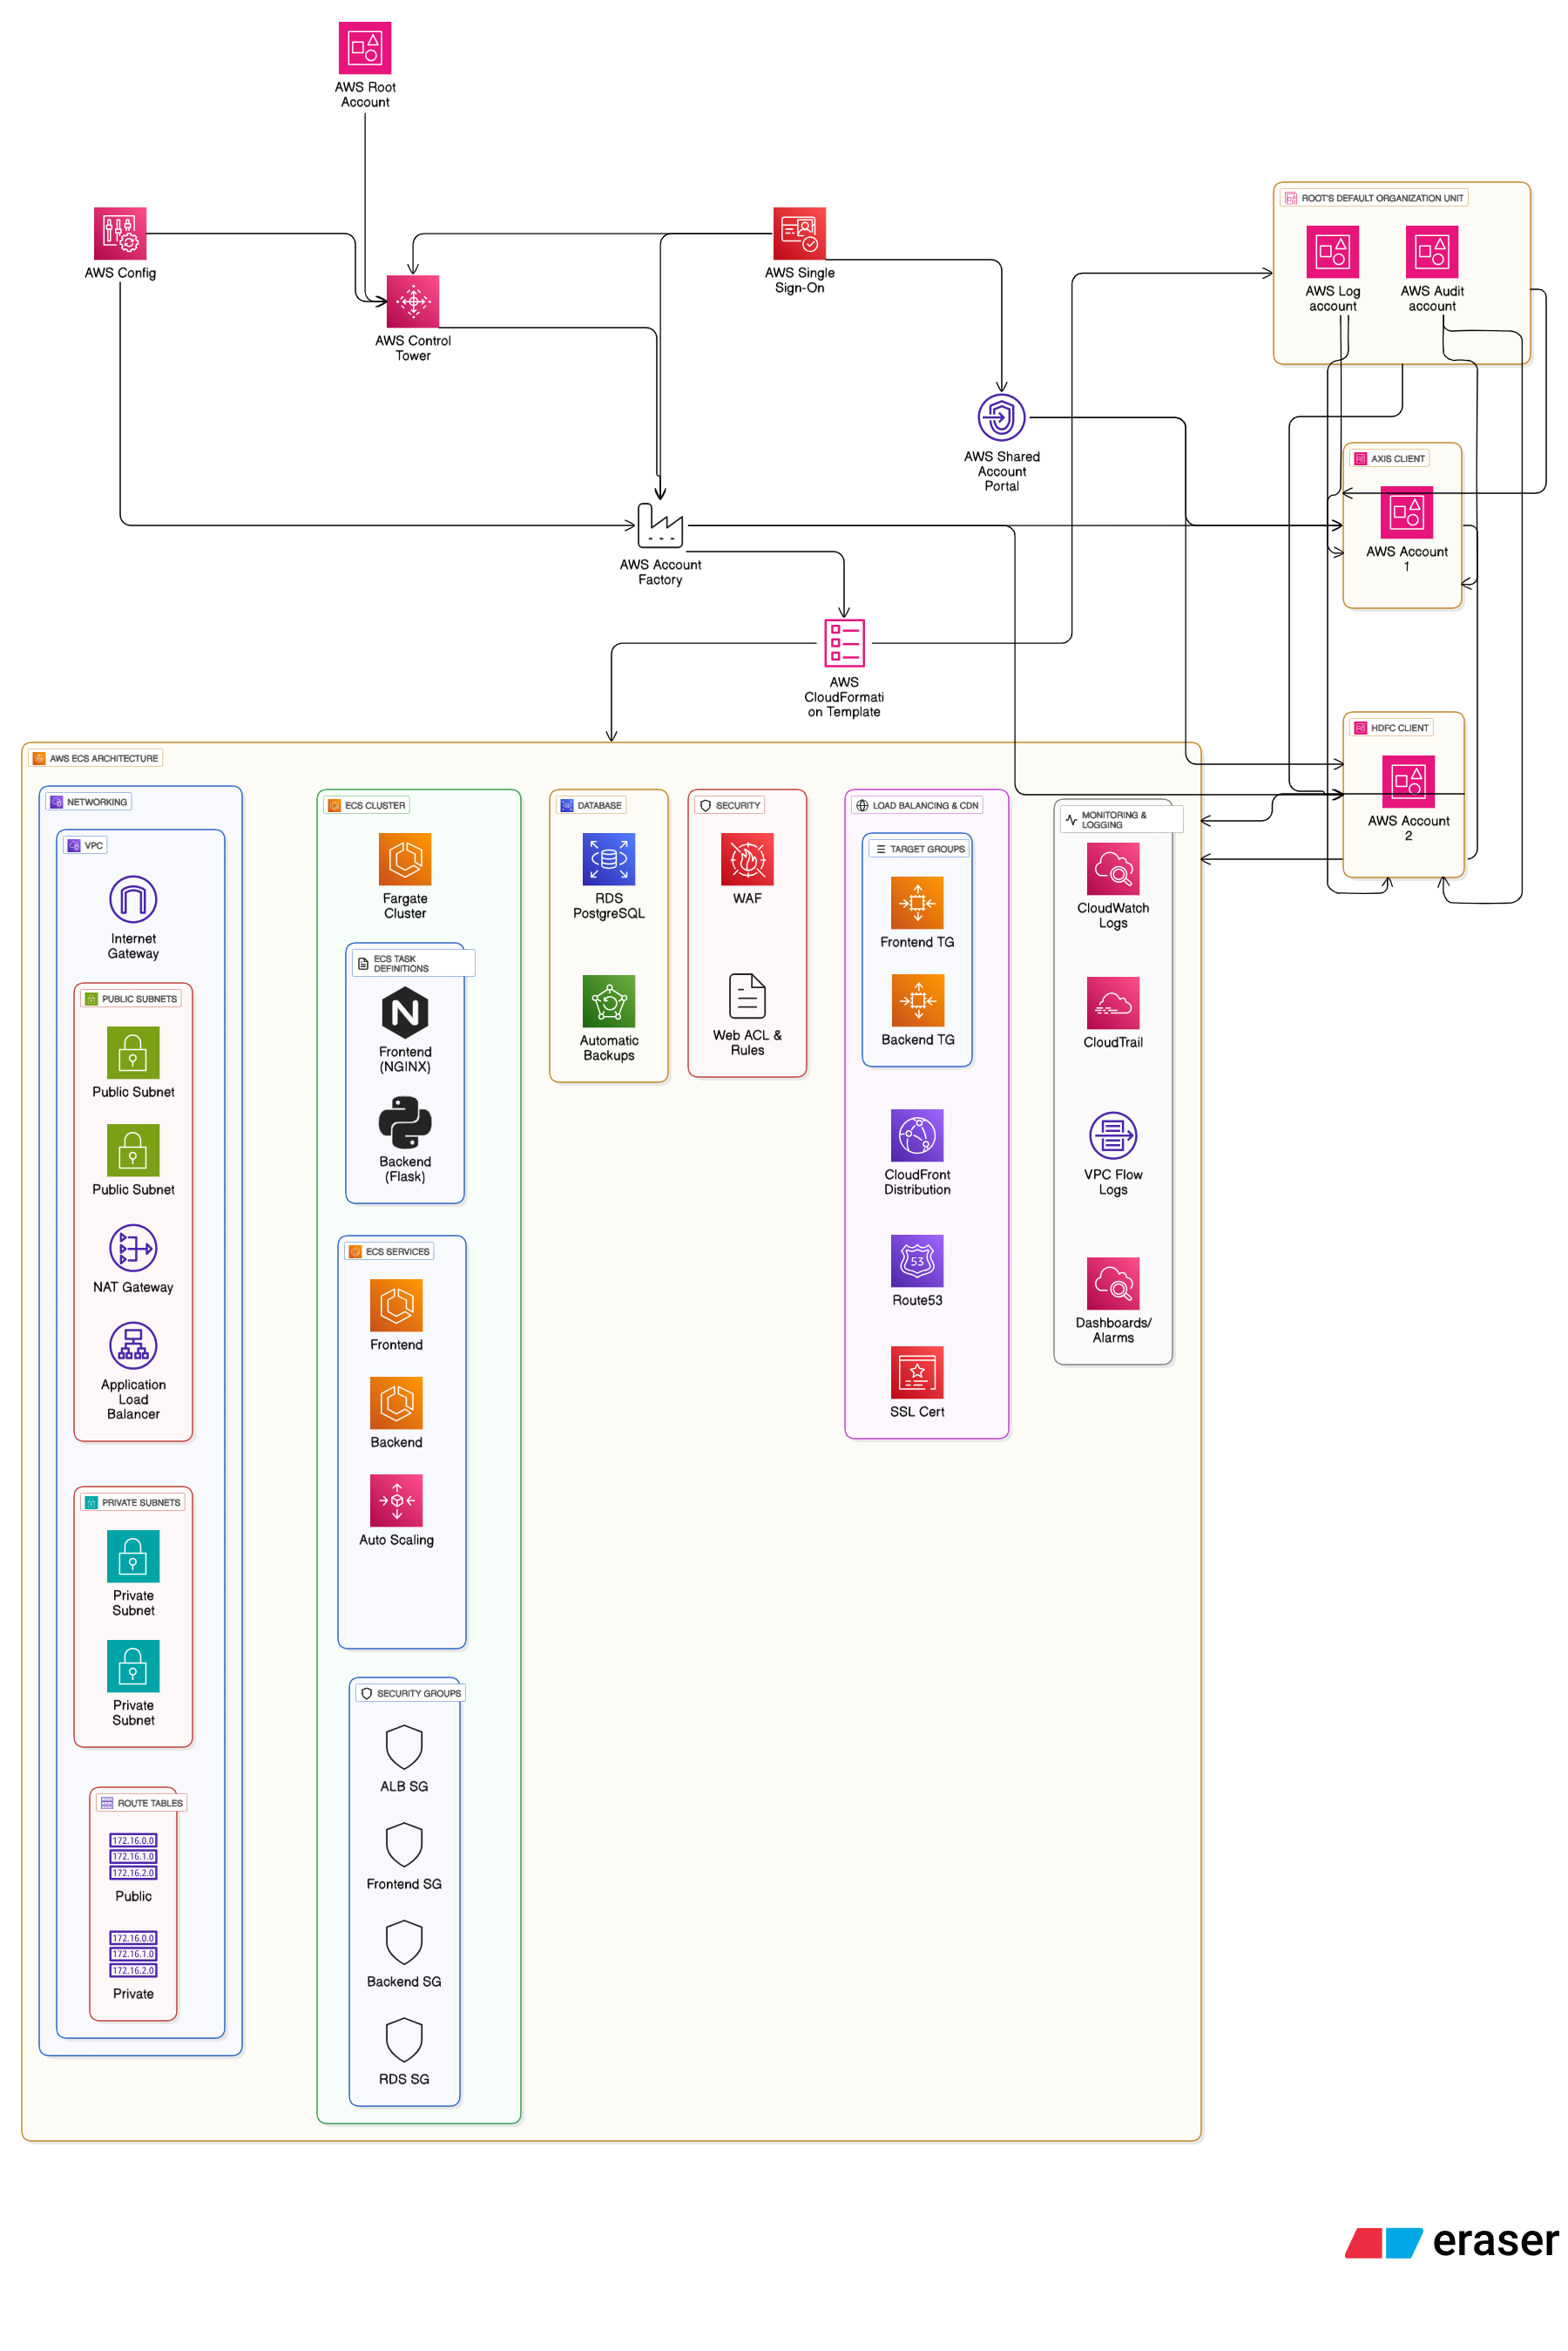 AWS Root
Account
AWS Config
AWS Single
Sign-On
AWS Control
Tower
ROOT'S DEFAULT ORGANIZATION UNIT
AWS Log
account
AWS Audit
account
AWS Shared
Account
Portal
AXIS CLIENT
AWS Account
1
AWS Account
Factory
AWS
CloudFormati
on Template
HDFC CLIENT
AWS Account
2
AWS ECS ARCHITECTURE
NETWORKING
VPC
Internet
Gateway
PUBLIC SUBNETS
Public Subnet
Public Subnet
NAT Gateway
Application
Load
Balancer
PRIVATE SUBNETS
Private
Subnet
Private
Subnet
ROUTE TABLES
172.16.0.0
172.16.1.0
172.16.2.0
Public
172.16.0.0
172.16.1.0
172.16.2.0
Private
ECS CLUSTER
Fargate
Cluster
ECS TASK
DEFINITIONS
N
Frontend
(NGINX)
Backend
(Flask)
ECS SERVICES
Frontend
Backend
Auto Scaling
SECURITY GROUPS
ALB SG
Frontend SG
Backend SG
RDS SG
DATABASE
RDS
PostgreSQL
Automatic
Backups
SECURITY
WAF
Web ACL &
Rules
LOAD BALANCING & CDN
TARGET GROUPS
Frontend TG
Backend TG
CloudFront
Distribution
53
Route53
SSL Cert
MONITORING &
LOGGING
CloudWatch
Logs
CloudTrail
VPC Flow
Logs
Dashboards/
Alarms
eraser